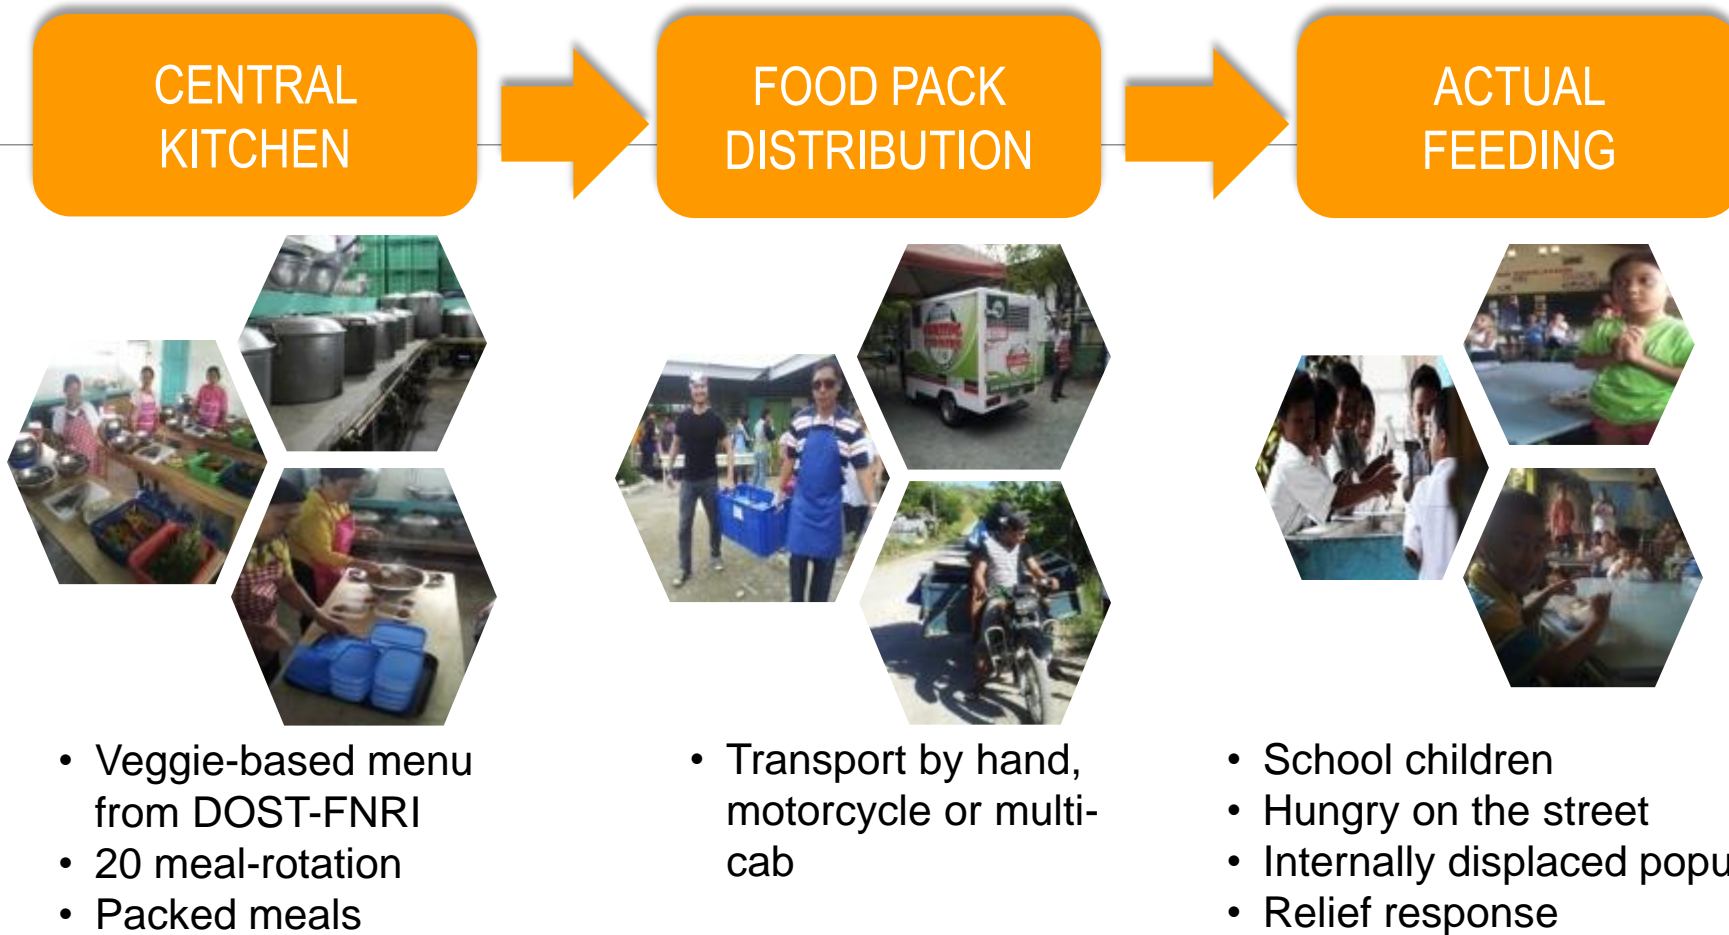 CENTRAL
KITCHEN
FOOD PACK
DISTRIBUTION
ACTUAL
FEEDING
• Veggie-based menu
from DOST-FNRI
• 20 meal-rotation
• Packed meals
• Transport by hand,
motorcycle or multi-
cab
• School children
• Hungry on the street
• Internally displaced popu
• Relief response